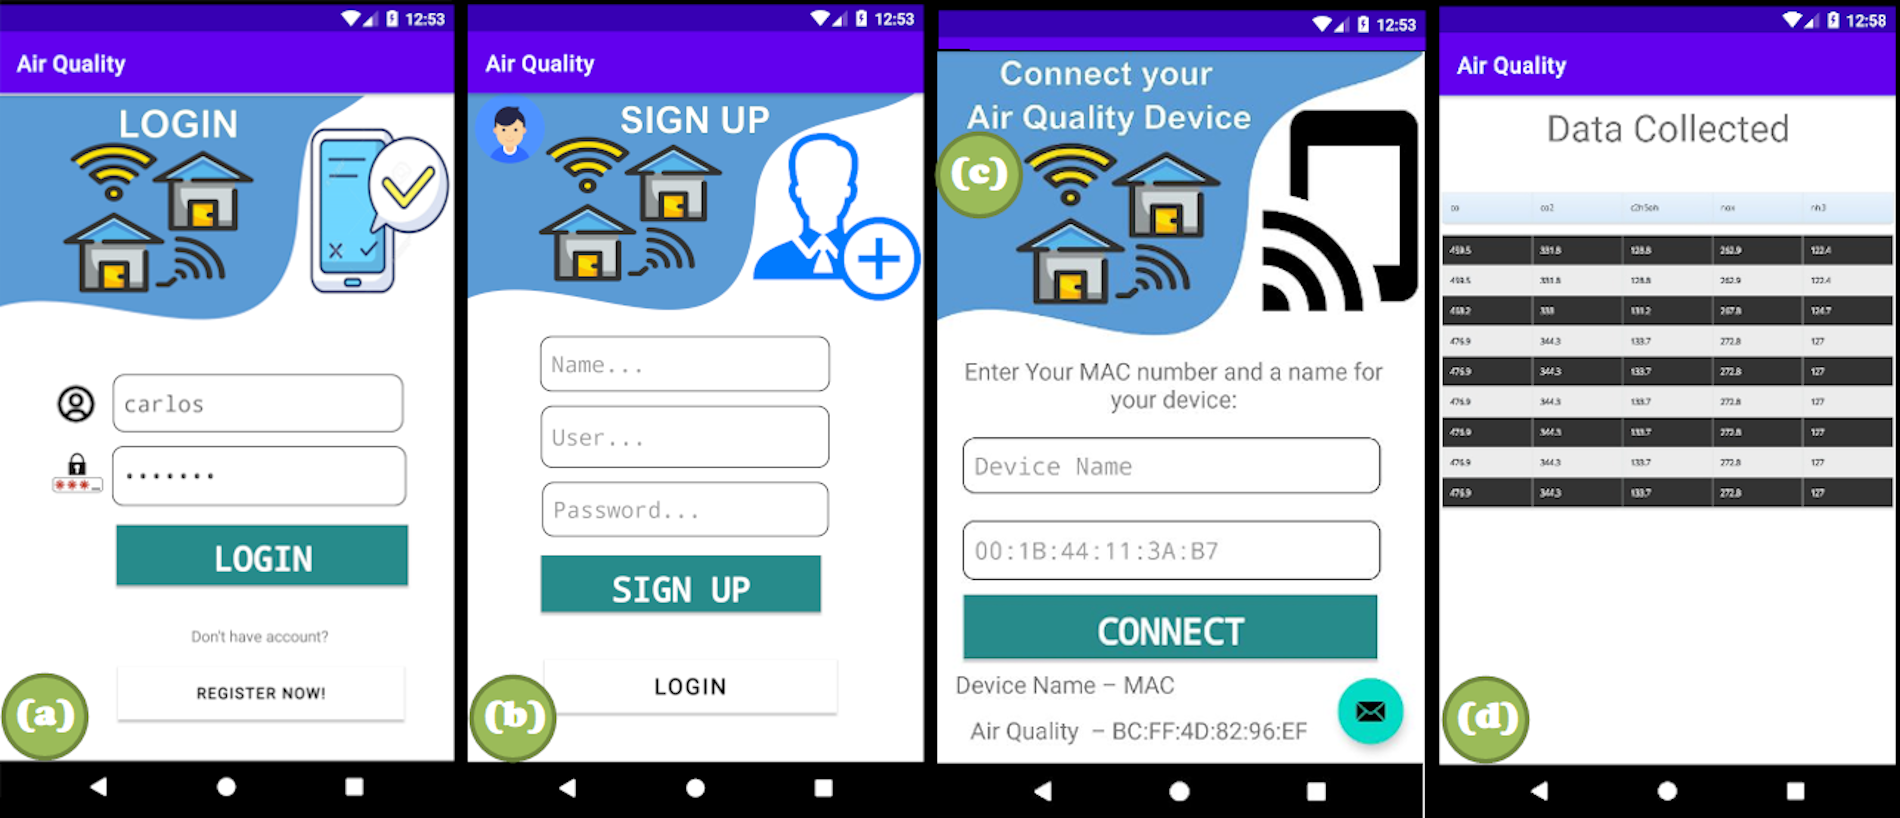 12:53
Air Quality
LOGIN
carlos
LOGIN
Don't have account?
REGISTER NOW!
(a)
12:53
Air Quality
SIGN UP
Name...
User...
Password...
SIGN UP
LOGIN
(b)
12:53
Connect your
Air Quality Device
(c)
Enter Your MAC number and a name for
your device:
Device Name
00:1B:44:11:3A:B7
CONNECT
Device Name – MAC
Air Quality – BC:FF:4D:82:96:EF
12:58
Air Quality
Data Collected
co co2 c2h5oh nox nh3
459.5 331.8 128.8 262.9 122.4
459.5 331.8 128.8 262.9 122.4
468.2 338 131.2 267.8 124.7
476.9 344.3 133.7 272.8 127
476.9 344.3 133.7 272.8 127
476.9 344.3 133.7 272.8 127
476.9 344.3 133.7 272.8 127
476.9 344.3 133.7 272.8 127
476.9 344.3 133.7 272.8 127
(d)